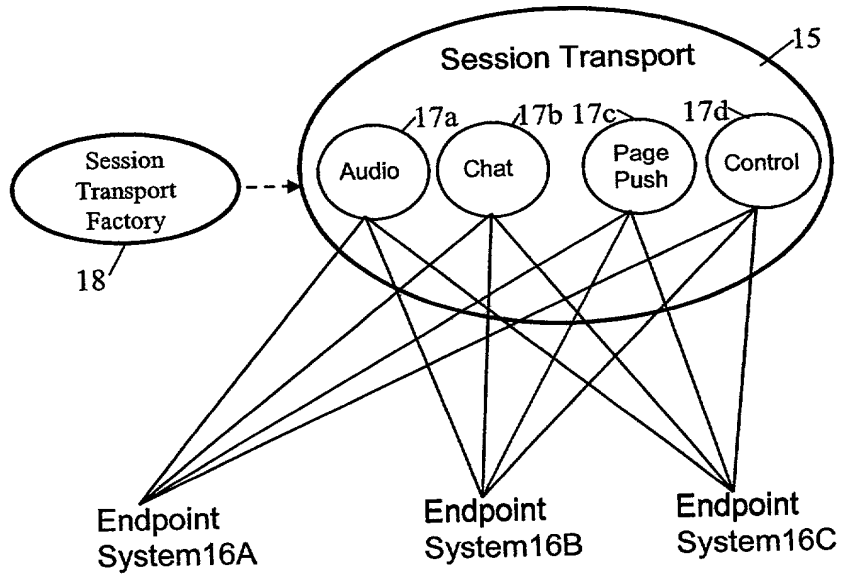 15
Session Transport
17a
17b
17c
17d
Audio
Chat
Page
Push
Control
Session
Transport
Factory
18
Endpoint
System16A
Endpoint
System16B
Endpoint
System16C